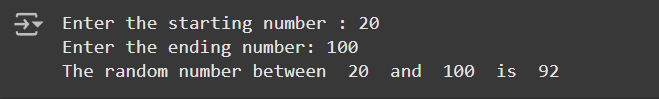 Enter the starting number : 20
Enter the ending number: 100
The random number between  20  and  100  is  92